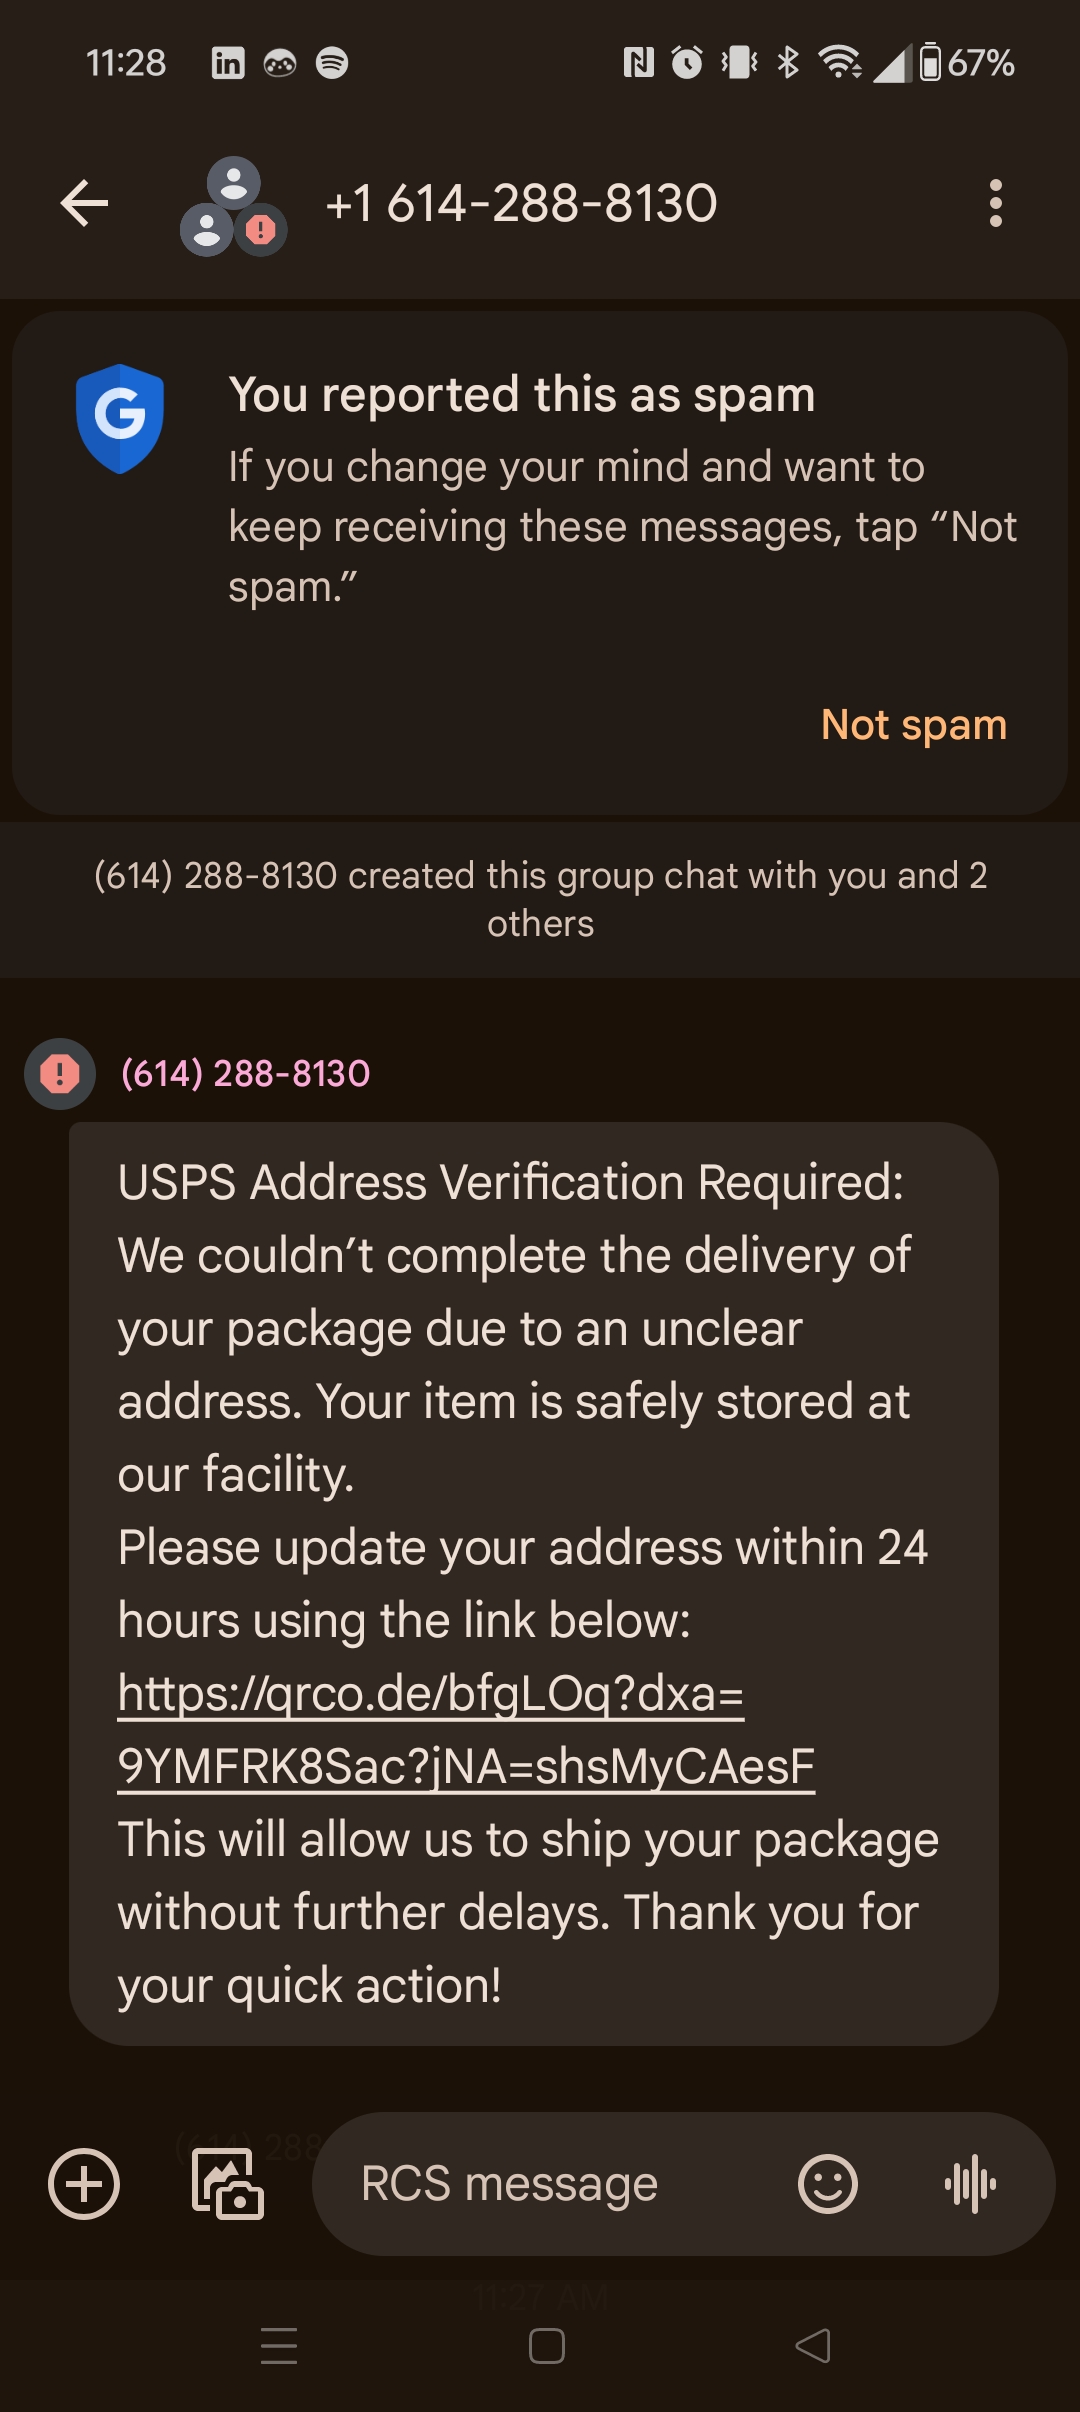 11:28
67%
+1 614-288-8130
You reported this as spam
If you change your mind and want to
keep receiving these messages, tap “Not
spam.”
Not spam
(614) 288-8130 created this group chat with you and 2
others
(614) 288-8130
USPS Address Verification Required:
We couldn’t complete the delivery of
your package due to an unclear
address. Your item is safely stored at
our facility.
Please update your address within 24
hours using the link below:
https://qrco.de/bfgLOq?dxa=
9YMFRK8Sac?jNA=shsMyCAesF
This will allow us to ship your package
without further delays. Thank you for
your quick action!
(614) 288
RCS message
11:27 AM